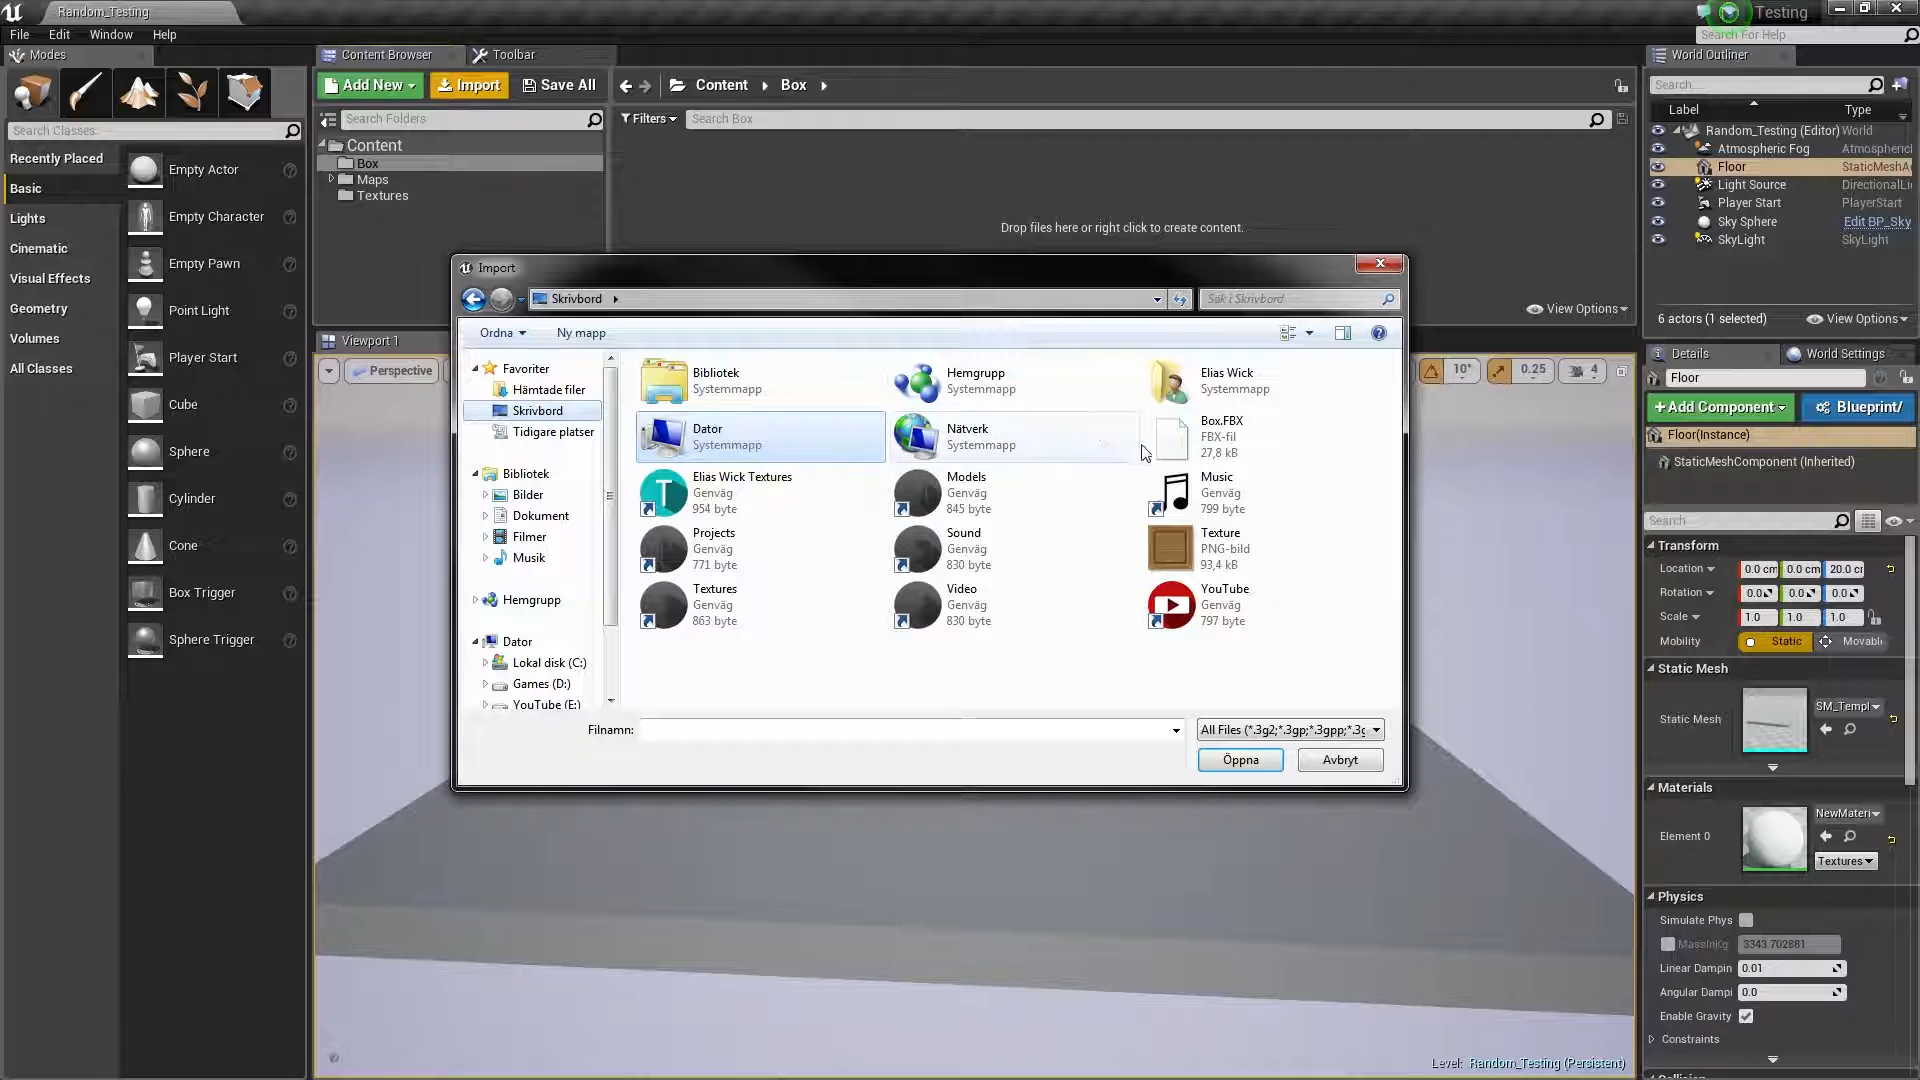 Random_Testing
Testing
File Edit Window Help
Search For Help
Modes
Content Browser
Toolbar
World Outliner
Add New
Import
Save All
Content
Box
Search...
Search Classes
Search Folders
Filters
Search Box
Label
Type
Recently Placed
Basic
Lights
Cinematic
Visual Effects
Geometry
Volumes
All Classes
Empty Actor
Empty Character
Empty Pawn
Point Light
Player Start
Cube
Sphere
Cylinder
Cone
Box Trigger
Sphere Trigger
Content
Box
Maps
Textures
Drop files here or right click to create content.
View Options
Random_Testing (Editor) World
Atmospheric Fog Atmospheric
Floor StaticMeshA
Light Source DirectionalLi
Player Start PlayerStart
Sky Sphere Edit BP_Sky
SkyLight SkyLight
6 actors (1 selected)
View Options
Viewport 1
Perspective
10°
0.25
4
Import
Skrivbord
Sök i Skrivbord
Ordna
Ny mapp
Favoriter
Hämtade filer
Skrivbord
Tidigare platser
Bibliotek
Bilder
Dokument
Filmer
Musik
Hemgrupp
Dator
Lokal disk (C:)
Games (D:)
YouTube (E:)
Bibliotek
Systemmapp
Hemgrupp
Systemmapp
Elias Wick
Systemmapp
Dator
Systemmapp
Nätverk
Systemmapp
Box.FBX
FBX-fil
27,8 kB
Elias Wick Textures
Genväg
954 byte
Models
Genväg
845 byte
Music
Genväg
799 byte
Projects
Genväg
771 byte
Sound
Genväg
830 byte
Texture
PNG-bild
93,4 kB
Textures
Genväg
863 byte
Video
Genväg
830 byte
YouTube
Genväg
797 byte
Filnamn:
All Files (*.3g2;*.3gp;*.3gpp;*.3g
Öppna
Avbryt
Details
World Settings
Floor
+Add Component
Blueprint/
Floor(Instance)
StaticMeshComponent (Inherited)
Search
Transform
Location 0.0 cm 0.0 cm 20.0 c
Rotation 0.0 0.0 0.0
Scale 1.0 1.0 1.0
Mobility Static Movabl
Static Mesh
Static Mesh
SM_Templ
Materials
Element 0
NewMateri
Textures
Physics
Simulate Phys
MassInKg 3343.702881
Linear Dampin 0.01
Angular Dampi 0.0
Enable Gravity
Constraints
Level: Random_Testing (Persistent)